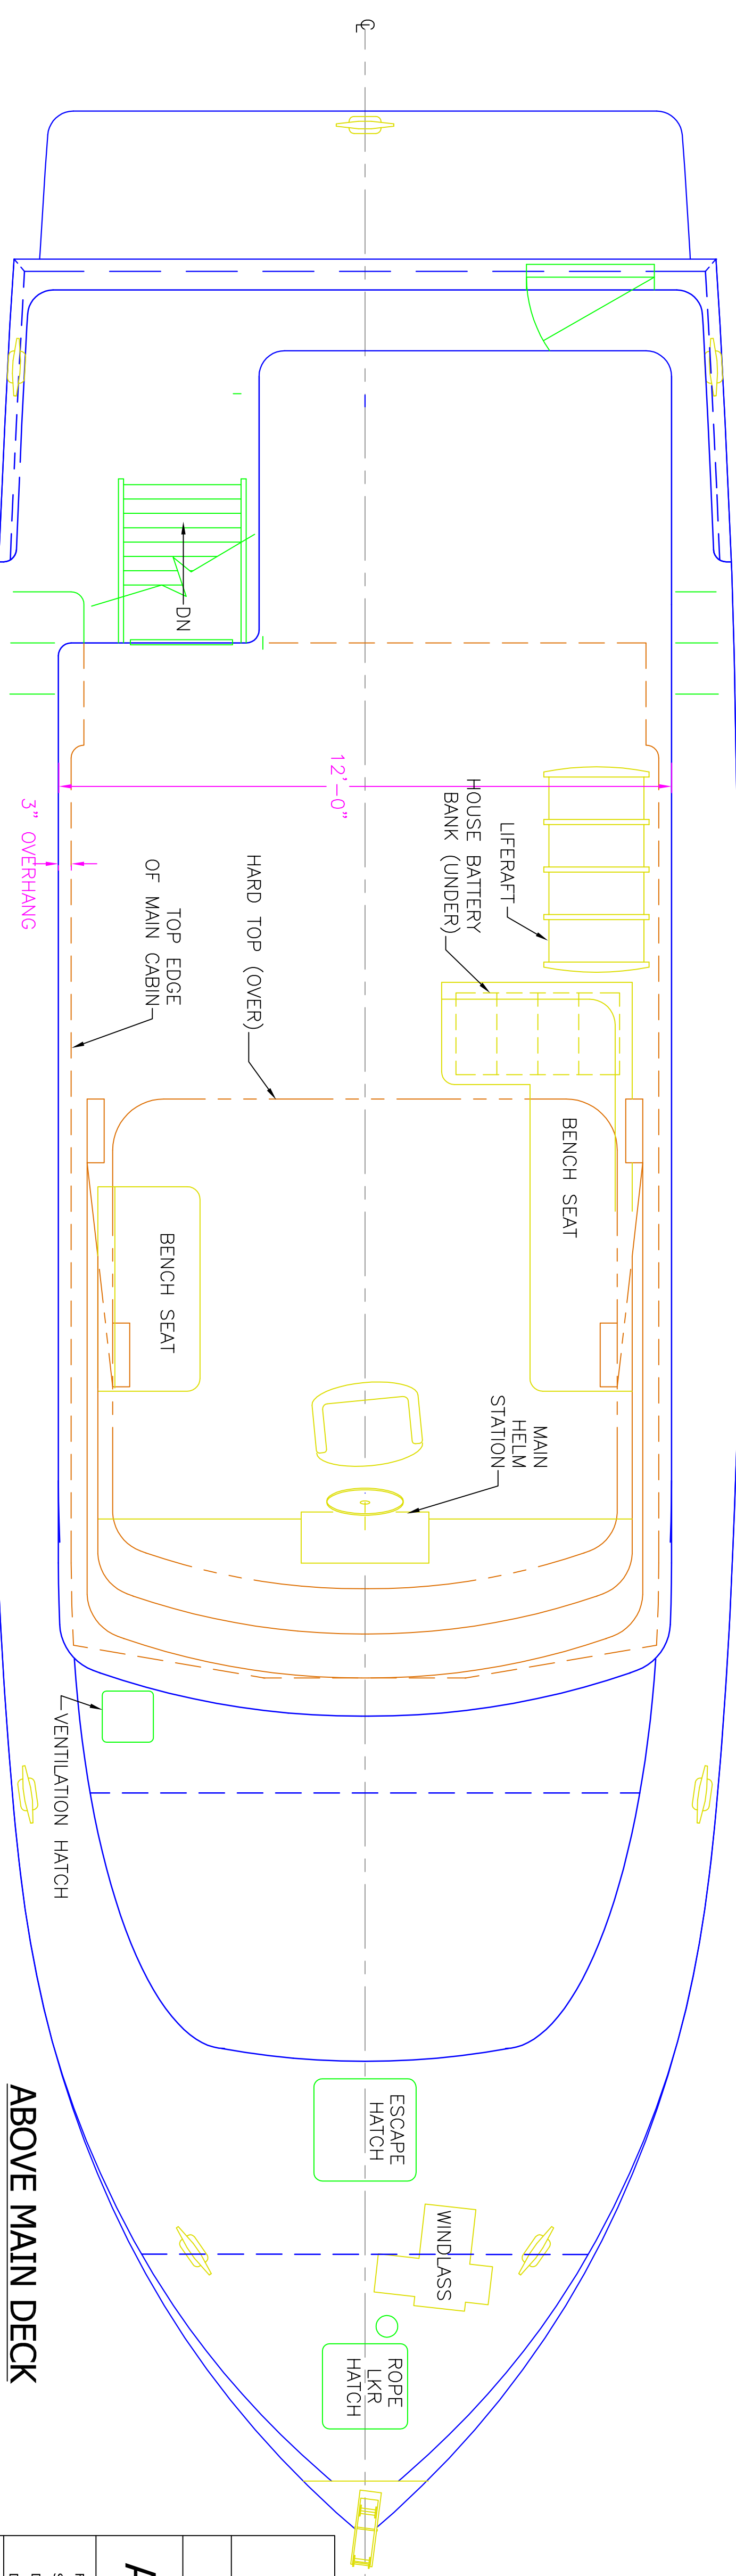 ℄
DN
12'-0"
3" OVERHANG
HOUSE BATTERY
BANK (UNDER)
LIFERAFT
HARD TOP (OVER)
TOP EDGE
OF MAIN CABIN
BENCH SEAT
BENCH SEAT
MAIN
HELM
STATION
VENTILATION HATCH
ESCAPE
HATCH
WINDLASS
ROPE
LKR
HATCH
ABOVE MAIN DECK